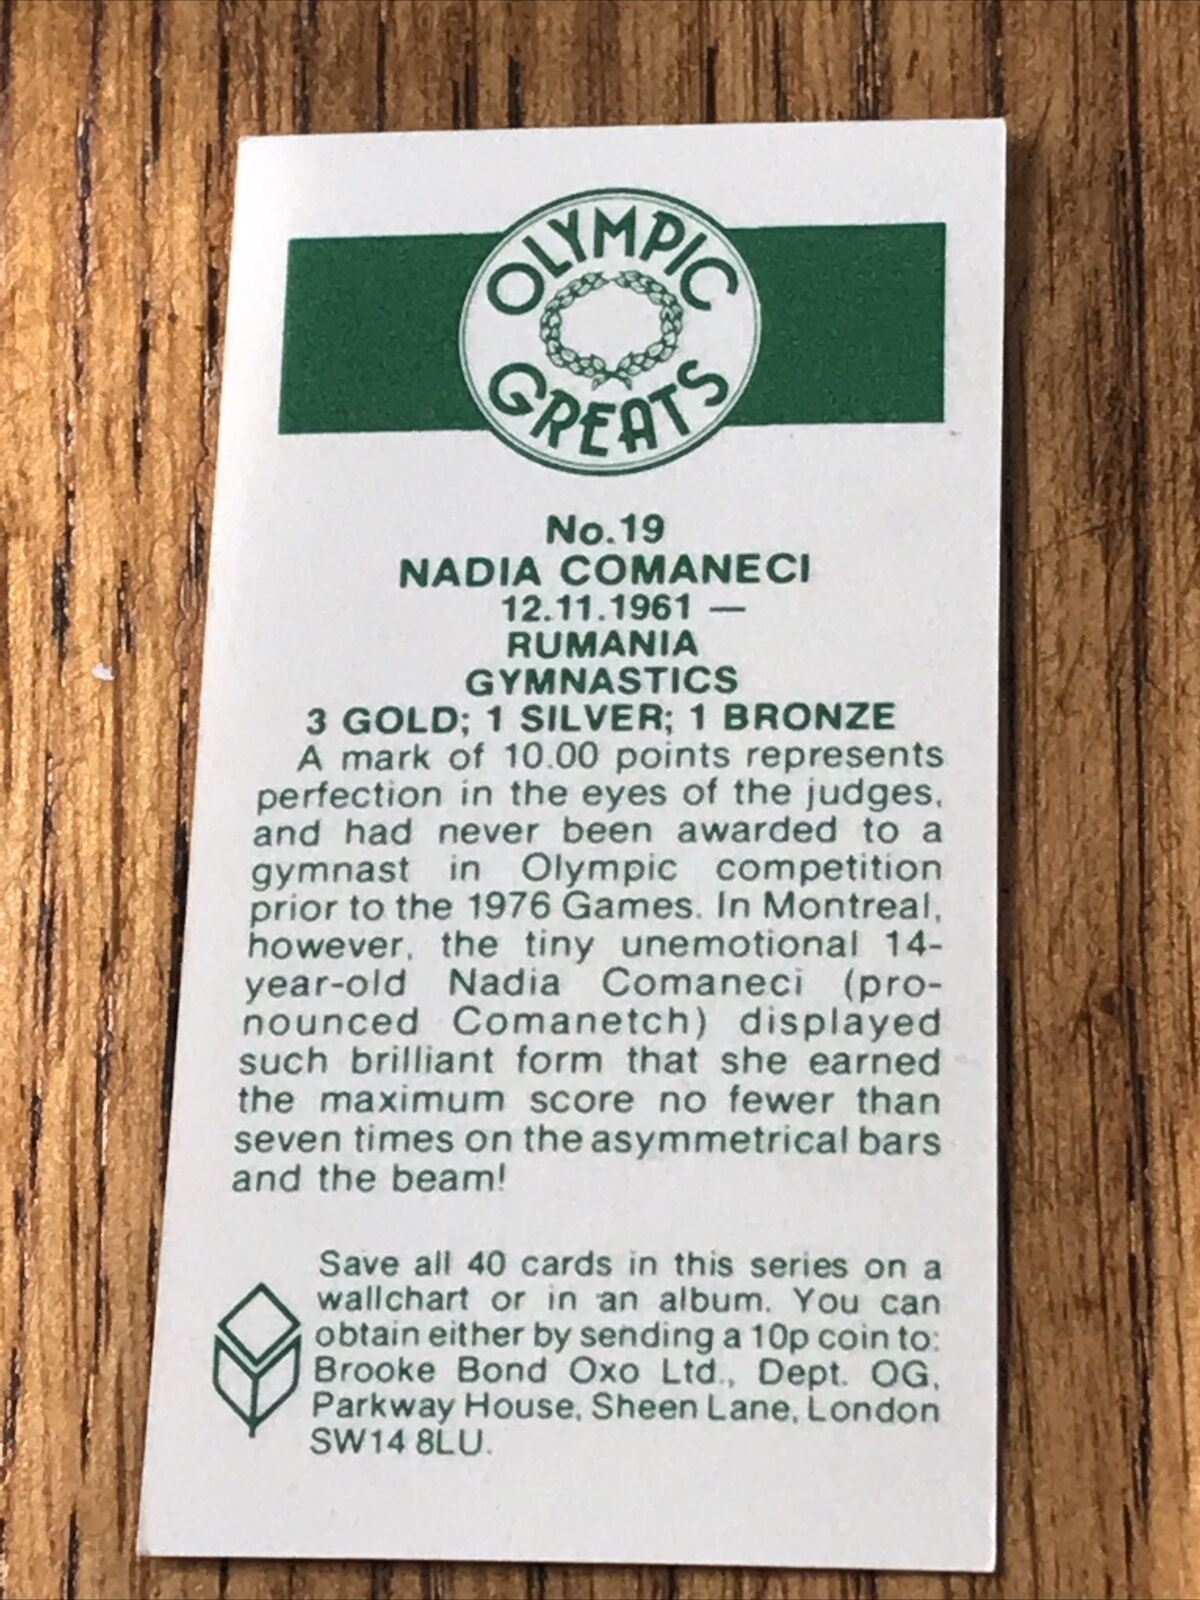 OLYMPIC
GREATS
No.19
NADIA COMANECI
12.11.1961 —
RUMANIA
GYMNASTICS
3 GOLD; 1 SILVER; 1 BRONZE
A mark of 10.00 points represents
perfection in the eyes of the judges,
and had never been awarded to a
gymnast in Olympic competition
prior to the 1976 Games. In Montreal,
however, the tiny unemotional 14-
year-old Nadia Comaneci (pro-
nounced Comanetch) displayed
such brilliant form that she earned
the maximum score no fewer than
seven times on the asymmetrical bars
and the beam!
Save all 40 cards in this series on a
wallchart or in an album. You can
obtain either by sending a 10p coin to:
Brooke Bond Oxo Ltd., Dept. OG,
Parkway House, Sheen Lane, London
SW14 8LU.